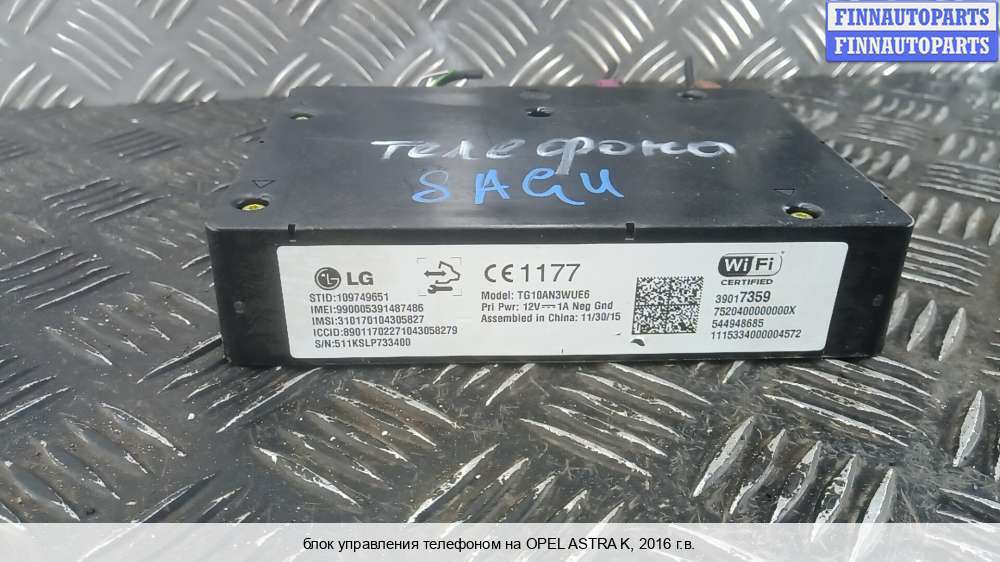 FINNAUTOPARTS
FINNAUTOPARTS
телефона
8AGU
LG
STID:109749651
IMEI:990005391487486
IMSI:310170104305827
ICCID:89011702271043058279
S/N:511KSLP733400
CE1177
Model: TG10AN3WUE6
Pri Pwr: 12V⎓1A Neg Gnd
Assembled in China: 11/30/15
Wi Fi
CERTIFIED
39017359
7520400000000X
544948685
1115334000004572
блок управления телефоном на OPEL ASTRA K, 2016 г.в.